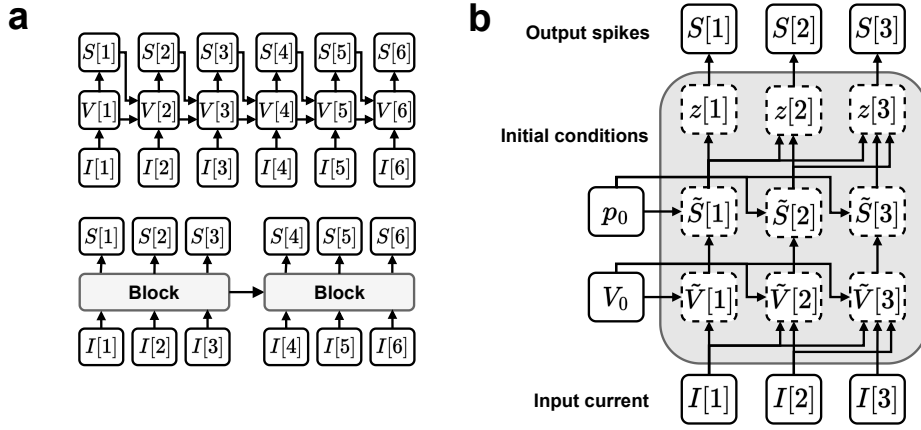 a
S[1] S[2] S[3] S[4] S[5] S[6]
V[1] V[2] V[3] V[4] V[5] V[6]
I[1] I[2] I[3] I[4] I[5] I[6]
S[1] S[2] S[3] S[4] S[5] S[6]
Block Block
I[1] I[2] I[3] I[4] I[5] I[6]
b
Output spikes S[1] S[2] S[3]
z[1] z[2] z[3]
Initial conditions
p₀ S̃[1] S̃[2] S̃[3]
V₀ Ṽ[1] Ṽ[2] Ṽ[3]
Input current I[1] I[2] I[3]